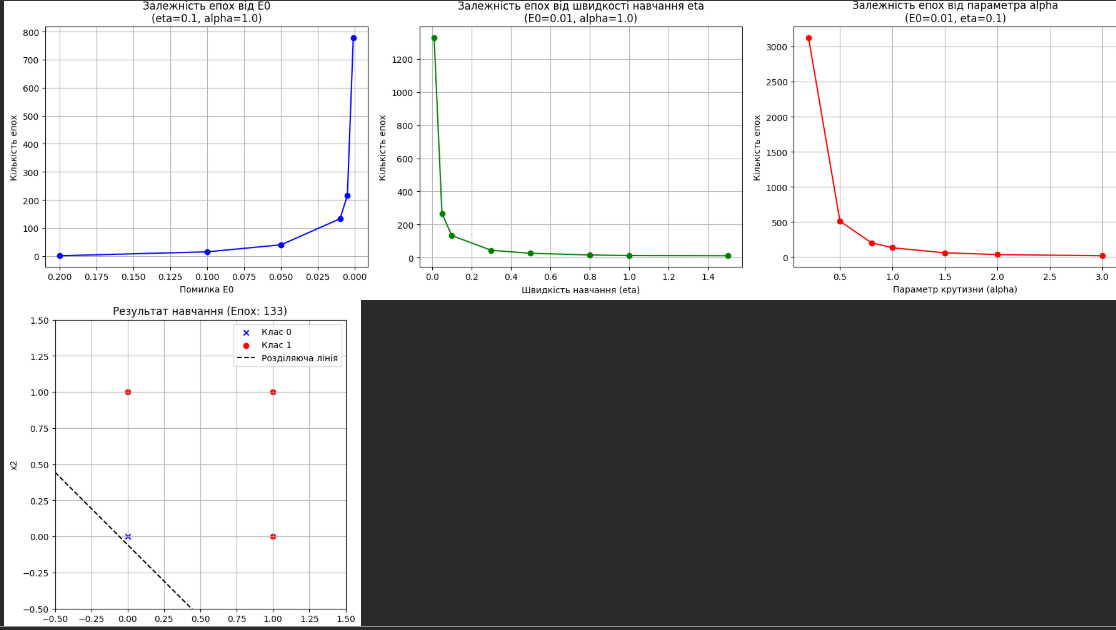 Залежність епох від E0
(eta=0.1, alpha=1.0)
800
700
600
500
400
300
200
100
0
Кількість епох
0.200 0.175 0.150 0.125 0.100 0.075 0.050 0.025 0.000
Помилка E0
Залежність епох від швидкості навчання eta
(E0=0.01, alpha=1.0)
1200
1000
800
600
400
200
0
Кількість епох
0.0 0.2 0.4 0.6 0.8 1.0 1.2 1.4
Швидкість навчання (eta)
Залежність епох від параметра alpha
(E0=0.01, eta=0.1)
3000
2500
2000
1500
1000
500
0
Кількість епох
0.5 1.0 1.5 2.0 2.5 3.0
Параметр крутизни (alpha)
Результат навчання (Епох: 133)
Клас 0
Клас 1
Розділяюча лінія
1.50
1.25
1.00
0.75
0.50
0.25
0.00
−0.25
−0.50
x2
−0.50 −0.25 0.00 0.25 0.50 0.75 1.00 1.25 1.50